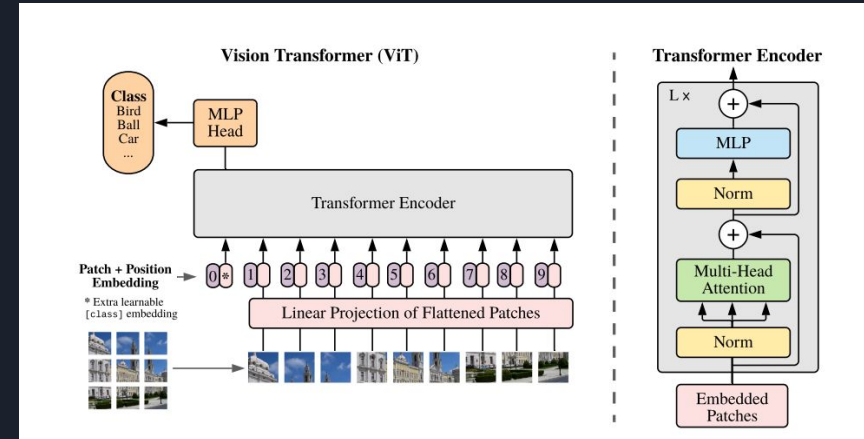 Vision Transformer (ViT)
Class
Bird
Ball
Car
...
MLP
Head
Transformer Encoder
Patch + Position
Embedding
0 * 1 2 3 4 5 6 7 8 9
* Extra learnable
[class] embedding
Linear Projection of Flattened Patches
Transformer Encoder
L ×
+
MLP
Norm
+
Multi-Head
Attention
Norm
Embedded
Patches